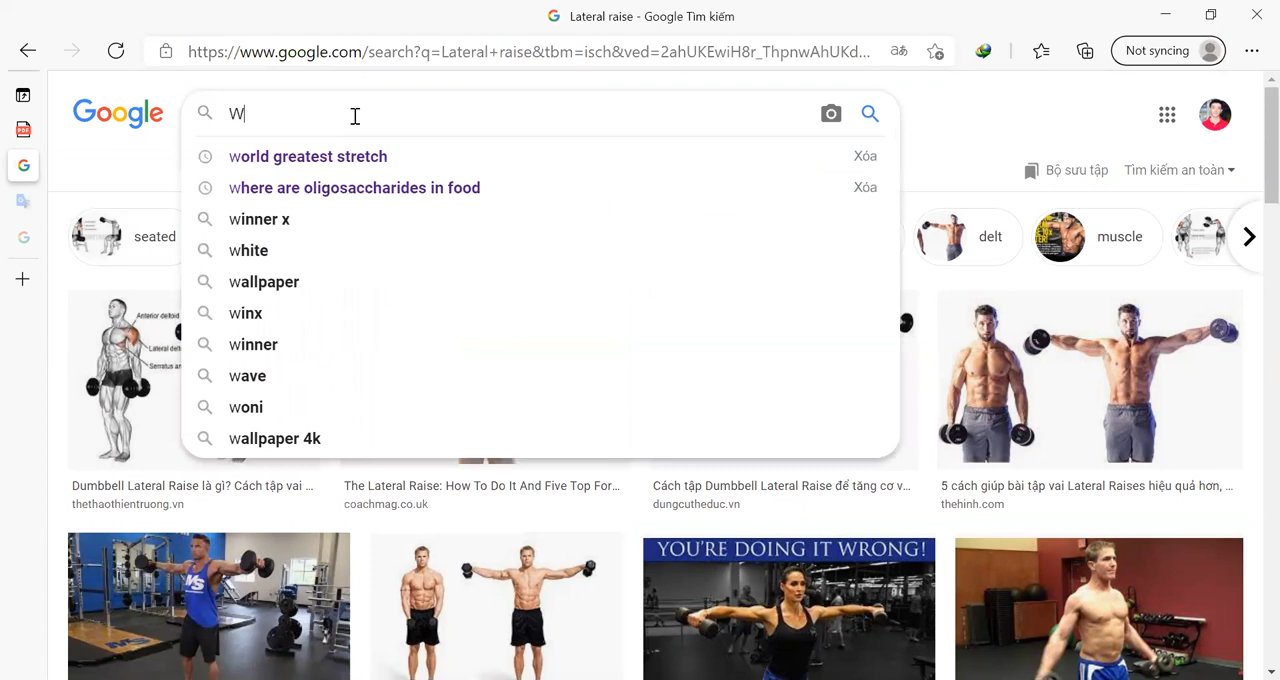 Lateral raise - Google Tìm kiếm
https://www.google.com/search?q=Lateral+raise&tbm=isch&ved=2ahUKEwiH8r_ThpnwAhUKd...
Not syncing
Google
W
world greatest stretch Xóa
where are oligosaccharides in food Xóa
winner x
white
wallpaper
winx
winner
wave
woni
wallpaper 4k
Bộ sưu tập Tìm kiếm an toàn
seated
delt
muscle
Anterior deltoid
Dumbbell Lateral Raise là gì? Cách tập vai ...
thethaothientruong.vn
The Lateral Raise: How To Do It And Five Top For...
coachmag.co.uk
Cách tập Dumbbell Lateral Raise để tăng cơ v...
dungcutheduc.vn
5 cách giúp bài tập vai Lateral Raises hiệu quả hơn, ...
thehinh.com
YOU'RE DOING IT WRONG!